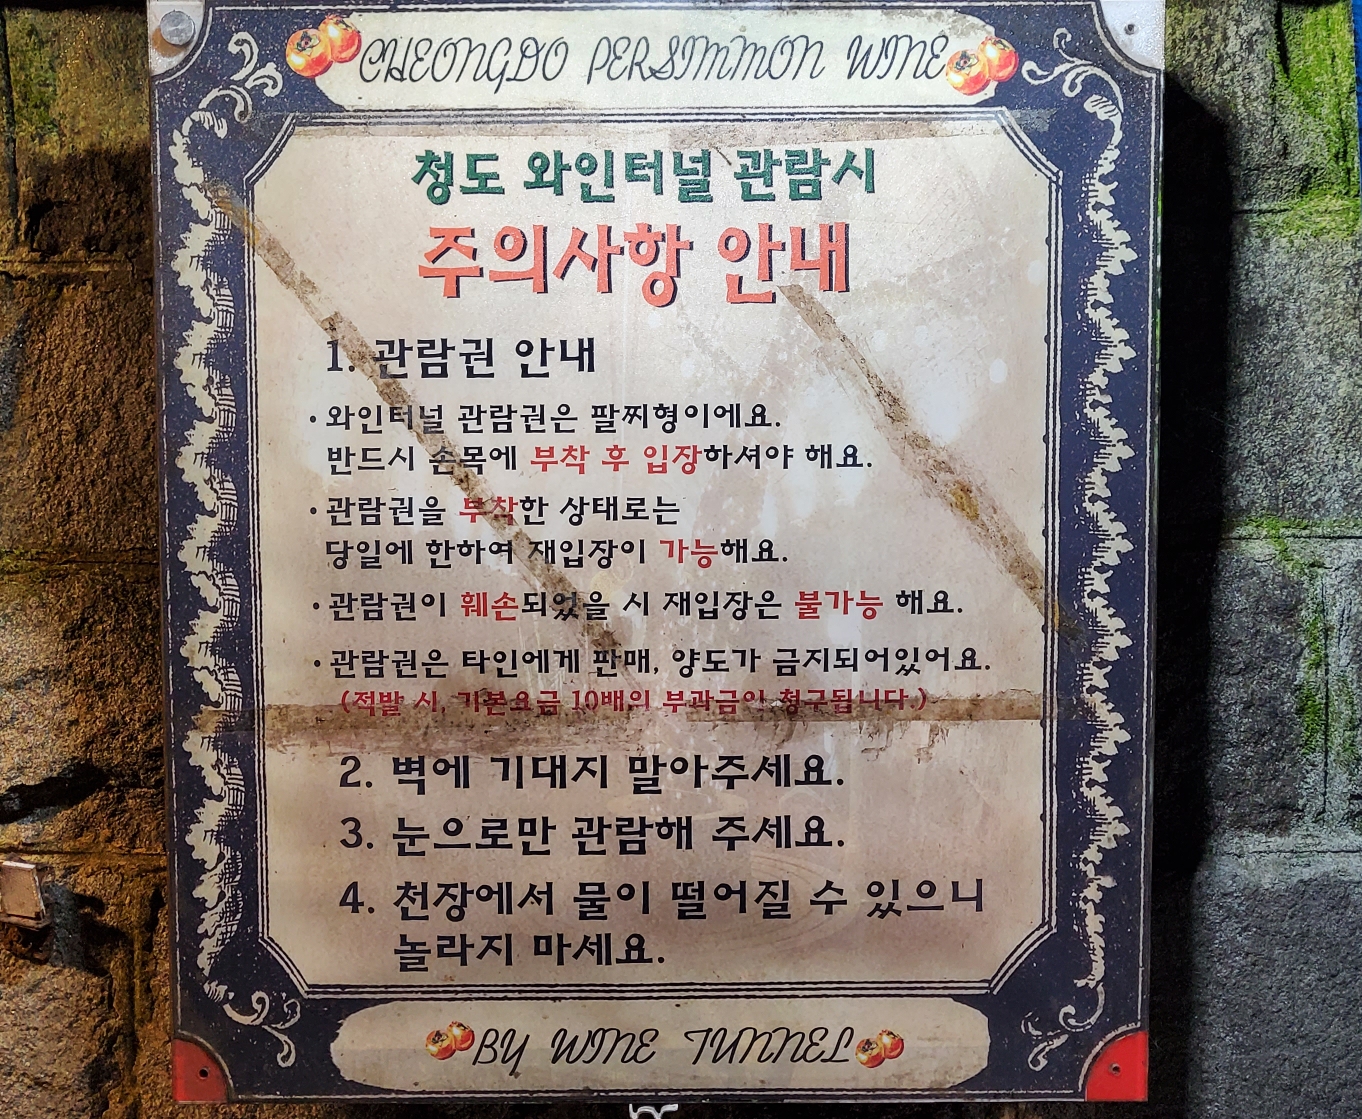 CHEONGDO PERSIMMON WINE
청도 와인터널 관람시
주의사항 안내
1. 관람권 안내
· 와인터널 관람권은 팔찌형이에요.
반드시 손목에 부착 후 입장하셔야 해요.
· 관람권을 부착한 상태로는
당일에 한하여 재입장이 가능해요.
· 관람권이 훼손되었을 시 재입장은 불가능 해요.
· 관람권은 타인에게 판매, 양도가 금지되어있어요.
(적발 시, 기본요금 10배의 부과금이 청구됩니다.)
2. 벽에 기대지 말아주세요.
3. 눈으로만 관람해 주세요.
4. 천장에서 물이 떨어질 수 있으니
놀라지 마세요.
BY WINE TUNNEL